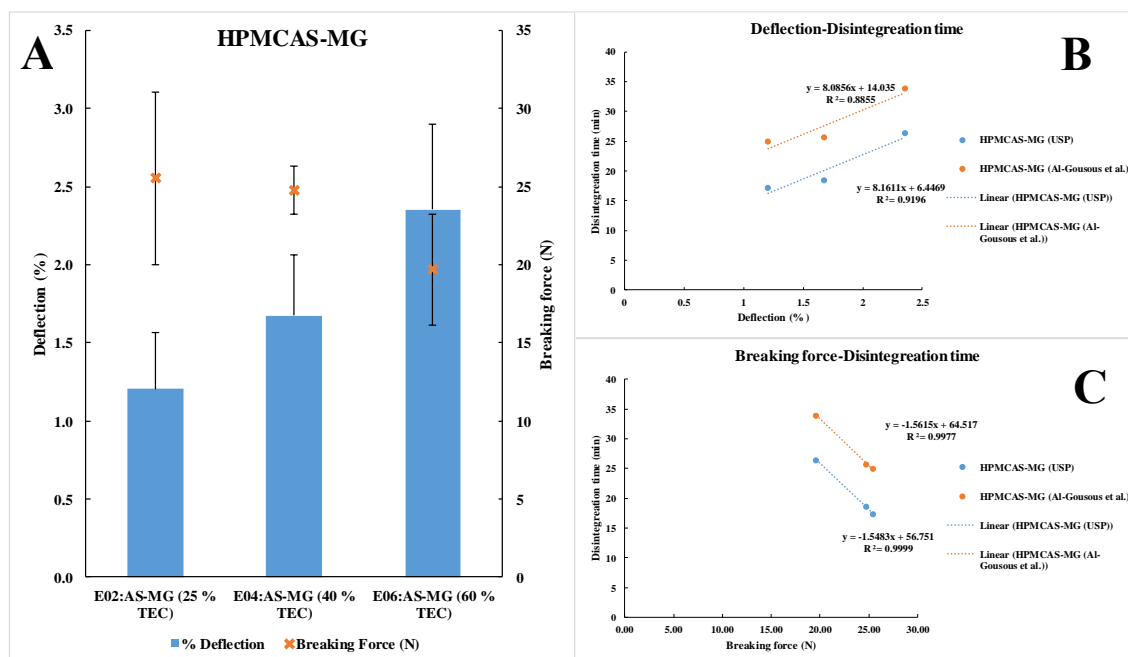 A
HPMCAS-MG
3.5
3.0
2.5
2.0
1.5
1.0
0.5
0.0
Deflection (%)
35
30
25
20
15
10
5
0
Breaking force (N)
E02:AS-MG (25 %
TEC)
E04:AS-MG (40 %
TEC)
E06:AS-MG (60 %
TEC)
% Deflection
Breaking Force (N)
B
Deflection-Disintegreation time
40
35
30
25
20
15
10
5
0
Disintegreation time (min)
y = 8.0856x + 14.035
R² = 0.8855
y = 8.1611x + 6.4469
R² = 0.9196
0 0.5 1 1.5 2 2.5
Deflection (%)
HPMCAS-MG (USP)
HPMCAS-MG (Al-Gousous et al.)
Linear (HPMCAS-MG (USP))
Linear (HPMCAS-MG (Al-
Gousous et al.))
C
Breaking force-Disintegreation time
40
35
30
25
20
15
10
5
0
Disintegreation time (min)
y = -1.5615x + 64.517
R² = 0.9977
y = -1.5483x + 56.751
R² = 0.9999
0.00 5.00 10.00 15.00 20.00 25.00 30.00
Breaking force (N)
HPMCAS-MG (USP)
HPMCAS-MG (Al-Gousous et al.)
Linear (HPMCAS-MG (USP))
Linear (HPMCAS-MG (Al-
Gousous et al.))